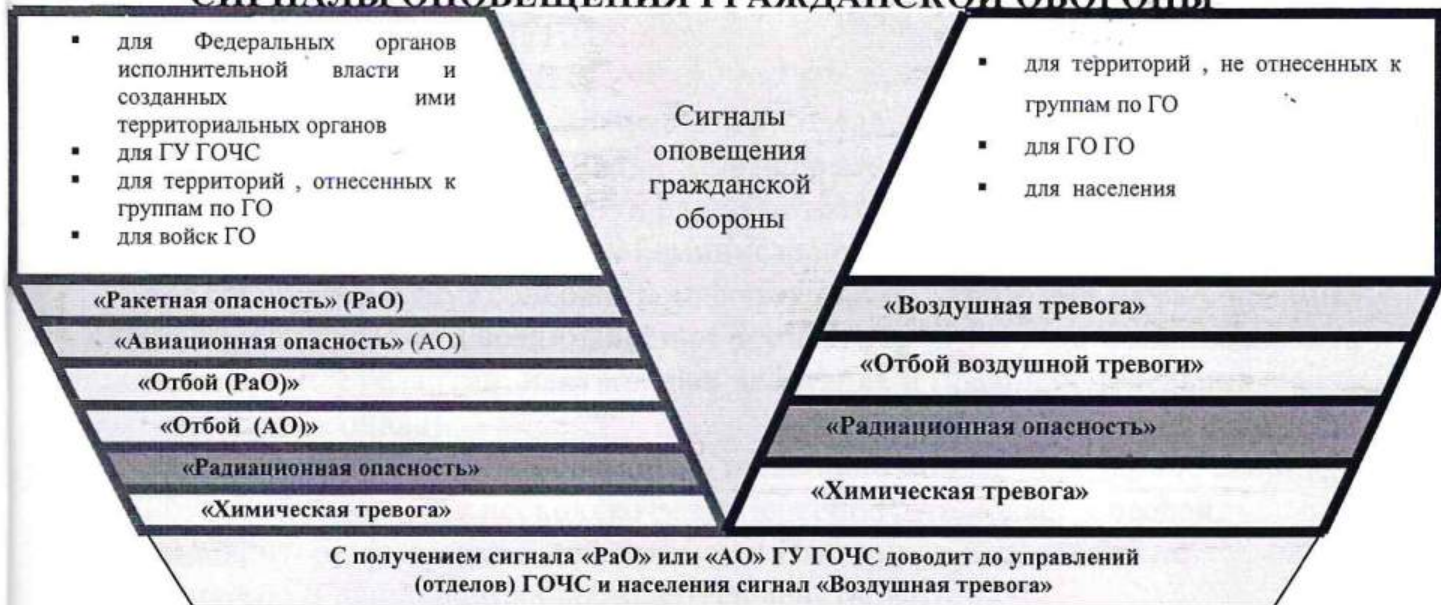 СИГНАЛЫ ОПОВЕЩЕНИЯ ГРАЖДАНСКОЙ ОБОРОНЫ
▪ для Федеральных органов
исполнительной власти и
созданных ими
территориальных органов
▪ для ГУ ГОЧС
▪ для территорий , отнесенных к
группам по ГО
▪ для войск ГО
Сигналы
оповещения
гражданской
обороны
▪ для территорий , не отнесенных к
группам по ГО
▪ для ГО ГО
▪ для населения
«Ракетная опасность» (РаО)
«Авиационная опасность» (АО)
«Отбой (РаО)»
«Отбой (АО)»
«Радиационная опасность»
«Химическая тревога»
«Воздушная тревога»
«Отбой воздушной тревоги»
«Радиационная опасность»
«Химическая тревога»
С получением сигнала «РаО» или «АО» ГУ ГОЧС доводит до управлений
(отделов) ГОЧС и населения сигнал «Воздушная тревога»